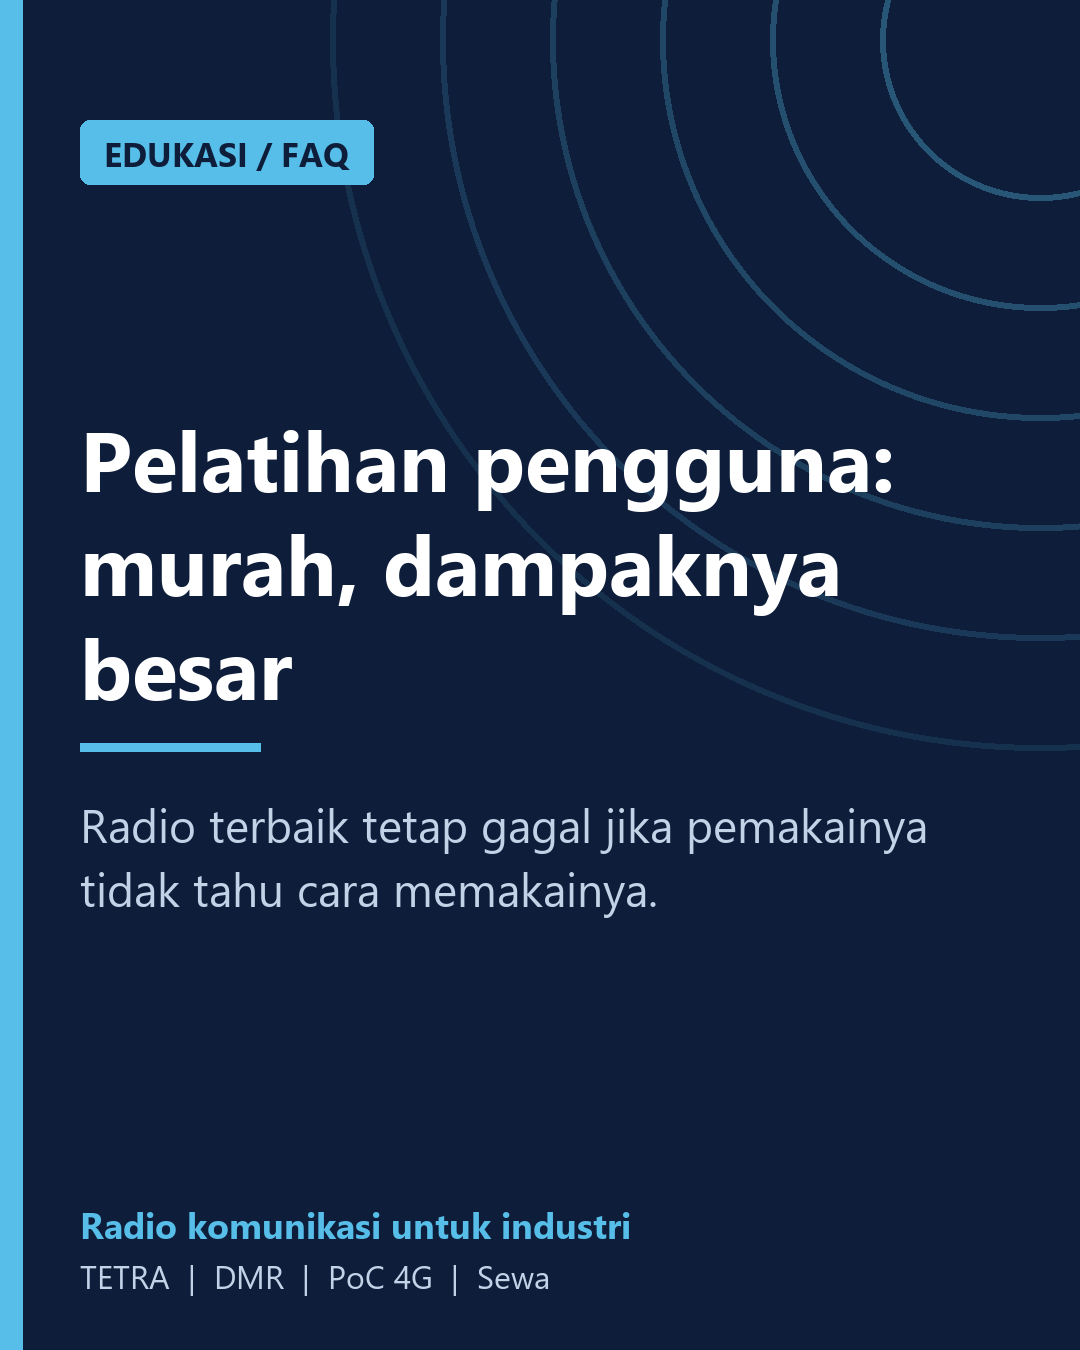 EDUKASI / FAQ
Pelatihan pengguna:
murah, dampaknya
besar
Radio terbaik tetap gagal jika pemakainya
tidak tahu cara memakainya.
Radio komunikasi untuk industri
TETRA | DMR | PoC 4G | Sewa